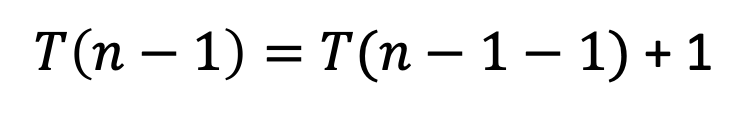 T(n − 1) = T(n − 1 − 1) + 1